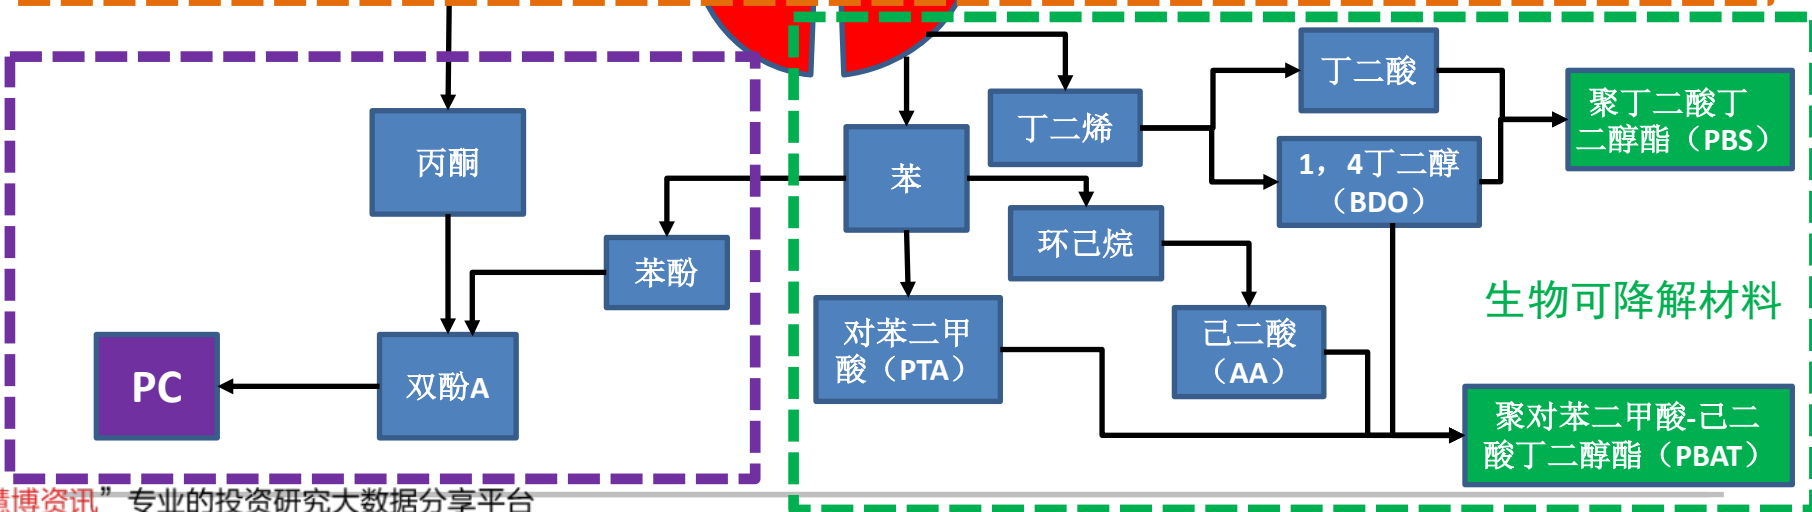 丁二酸
聚丁二酸丁
二醇酯（PBS）
丁二烯
丙酮
苯
1，4丁二醇
（BDO）
环己烷
苯酚
生物可降解材料
对苯二甲
酸（PTA）
己二酸
（AA）
PC
双酚A
聚对苯二甲酸-己二
酸丁二醇酯（PBAT）
慧博资讯”专业的投资研究大数据分享平台